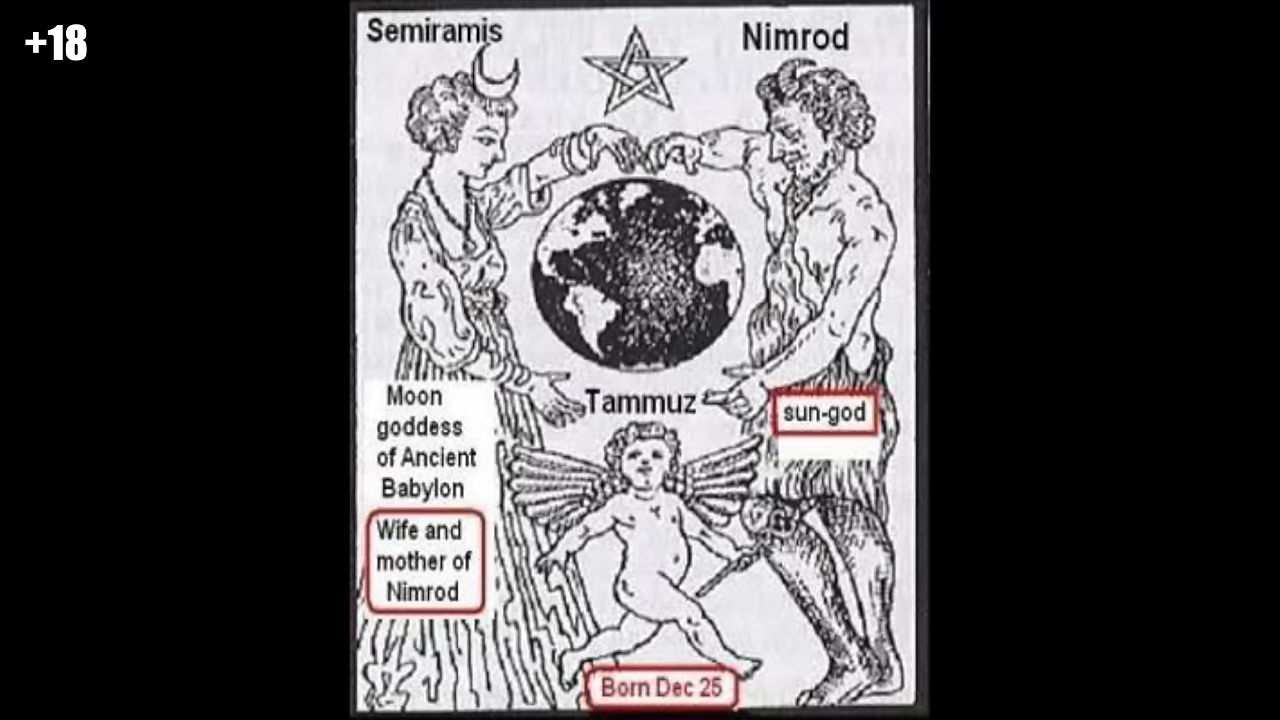 +18
Semiramis
Nimrod
Tammuz
Moon
goddess
of Ancient
Babylon
sun-god
Wife and
mother of
Nimrod
Born Dec 25